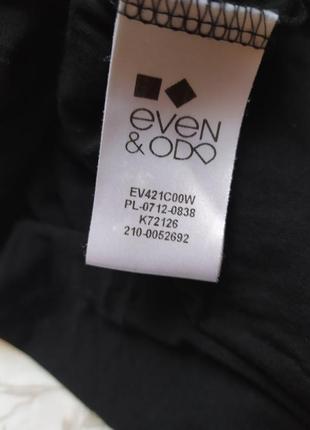 even
& ODD
EV421C00W
PL-0712-0838
K72126
210-0052692